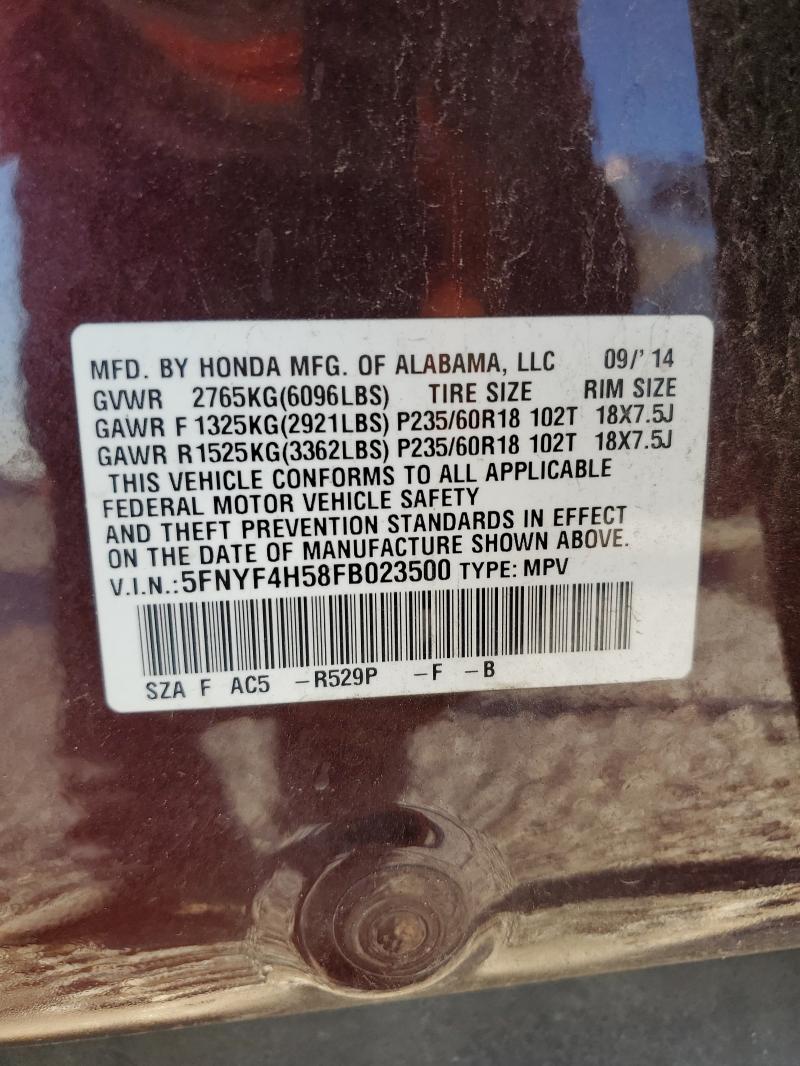 MFD. BY HONDA MFG. OF ALABAMA, LLC 09/' 14
GVWR 2765KG(6096LBS) TIRE SIZE RIM SIZE
GAWR F 1325KG(2921LBS) P235/60R18 102T 18X7.5J
GAWR R1525KG(3362LBS) P235/60R18 102T 18X7.5J
THIS VEHICLE CONFORMS TO ALL APPLICABLE
FEDERAL MOTOR VEHICLE SAFETY
AND THEFT PREVENTION STANDARDS IN EFFECT
ON THE DATE OF MANUFACTURE SHOWN ABOVE.
V.I.N.:5FNYF4H58FB023500 TYPE: MPV
SZA F AC5 -R529P -F -B